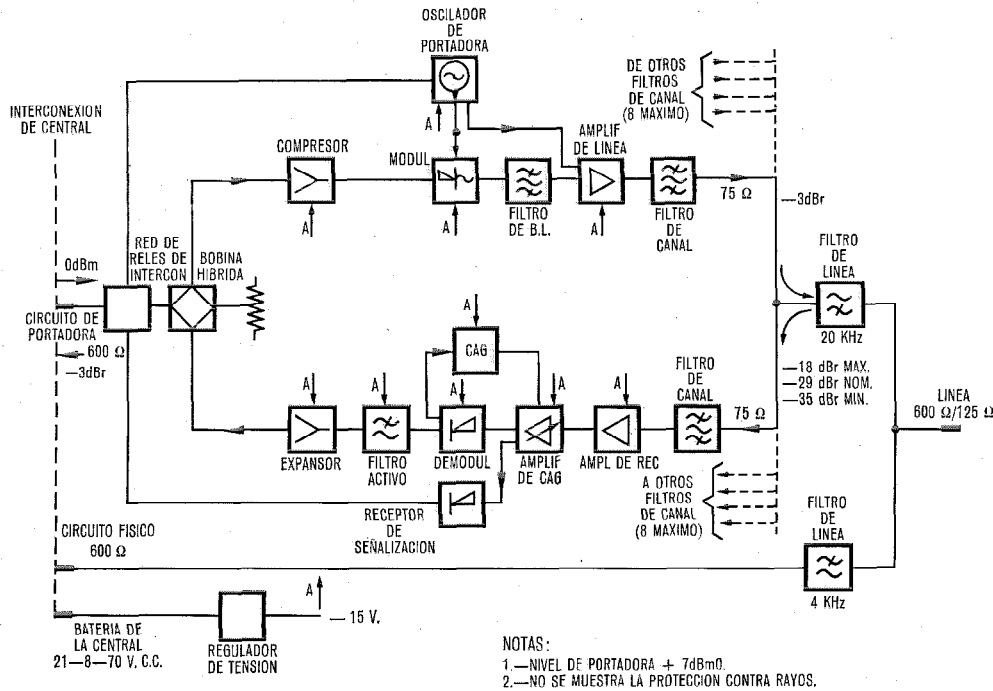 OSCILADOR
DE
PORTADORA
DE OTROS
FILTROS
DE CANAL
(8 MAXIMO)
INTERCONEXION
DE CENTRAL
A
COMPRESOR
MODUL
AMPLIF
DE LINEA
75 Ω
—3dBr
A
A
FILTRO
DE B.L.
A
FILTRO
DE
CANAL
FILTRO
DE
LINEA
0dBm
RED DE
RELES DE
INTERCON
BOBINA
HIBRIDA
CIRCUITO DE
PORTADORA
600 Ω
—3dBr
A
CAG
20 KHz
—18 dBr MAX.
—29 dBr NOM.
—35 dBr MIN.
LINEA
600 Ω/125 Ω
FILTRO
DE
CANAL
A
A
A
A
A
75 Ω
EXPANSOR
FILTRO
ACTIVO
DEMODUL
AMPLIF
DE CAG
AMPL DE REC
RECEPTOR
DE
SEÑALIZACION
A OTROS
FILTROS
DE CANAL
(8 MAXIMO)
FILTRO
DE
LINEA
CIRCUITO FISICO
600 Ω
4 KHz
A
— 15 V.
BATERIA DE
LA CENTRAL
21—8—70 V. C.C.
REGULADOR
DE TENSION
NOTAS:
1.—NIVEL DE PORTADORA + 7dBm0.
2.—NO SE MUESTRA LA PROTECCION CONTRA RAYOS.